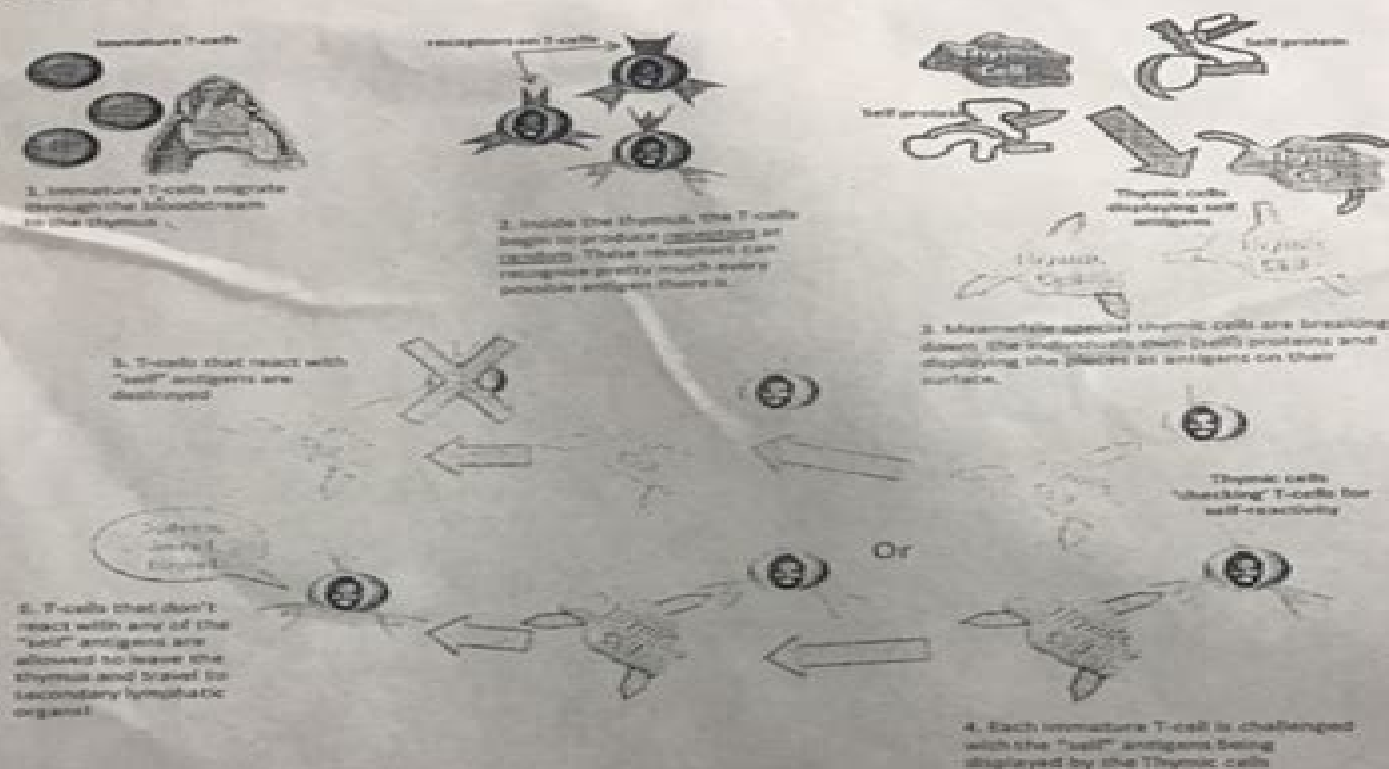 Immature T-cells
receptors on T-cells
Self protein
Self protein
1. Immature T-cells migrate
through the bloodstream
to the thymus.
2. Inside the thymus, the T-cells
begin to produce receptors at
random. These receptors can
recognize pretty much every
possible antigen there is.
Thymic cells
displaying self
antigens
3. Meanwhile special thymic cells are breaking
down the individuals own (self) proteins and
displaying the pieces as antigens on their
surface.
5. T-cells that react with
"self" antigens are
destroyed
Thymic cells
"checking" T-cells for
self-reactivity
Or
6. T-cells that don't
react with any of the
"self" antigens are
allowed to leave the
thymus and travel to
secondary lymphatic
organs!
4. Each immature T-cell is challenged
with the "self" antigens being
displayed by the Thymic cells